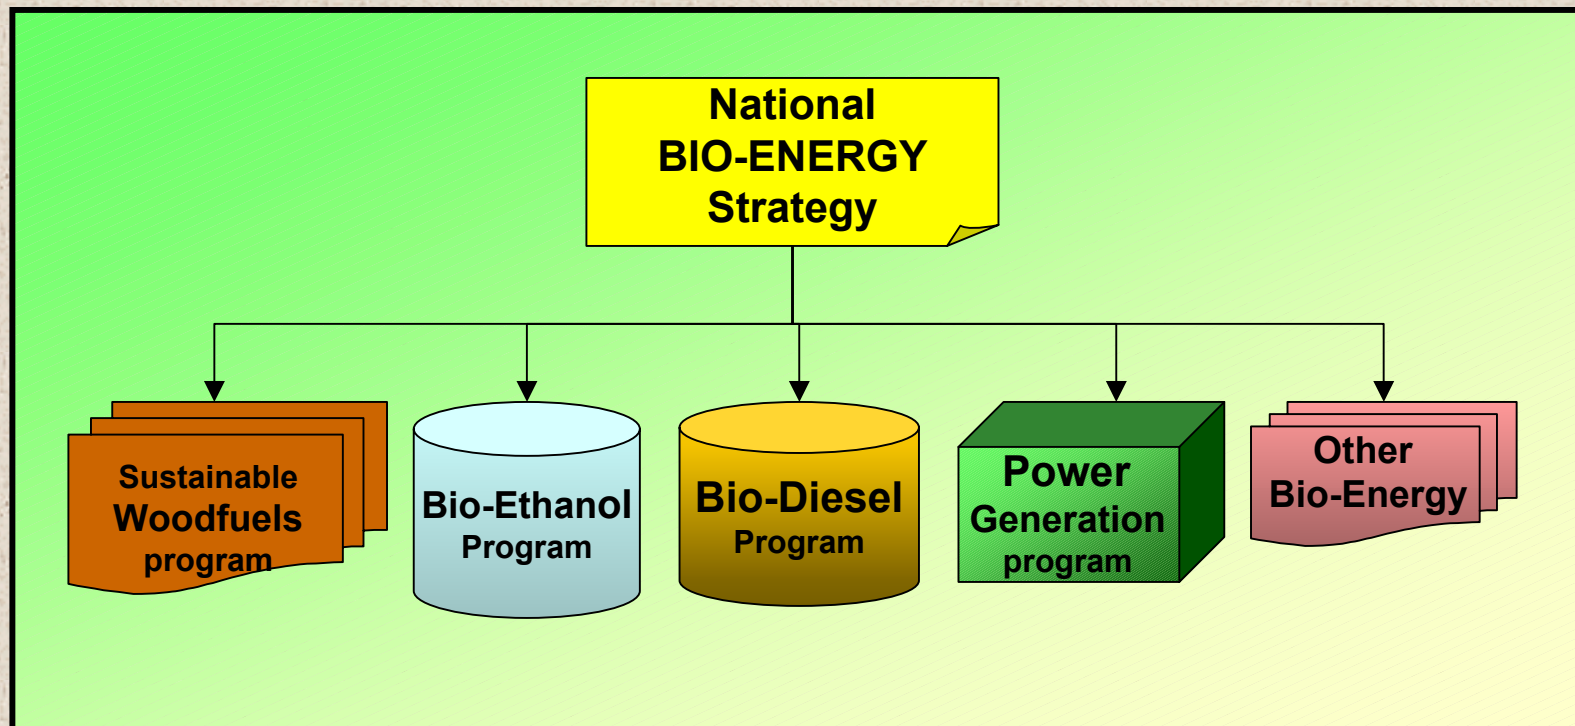 National
BIO-ENERGY
Strategy
Sustainable
Woodfuels
program
Bio-Ethanol
Program
Bio-Diesel
Program
Power
Generation
program
Other
Bio-Energy